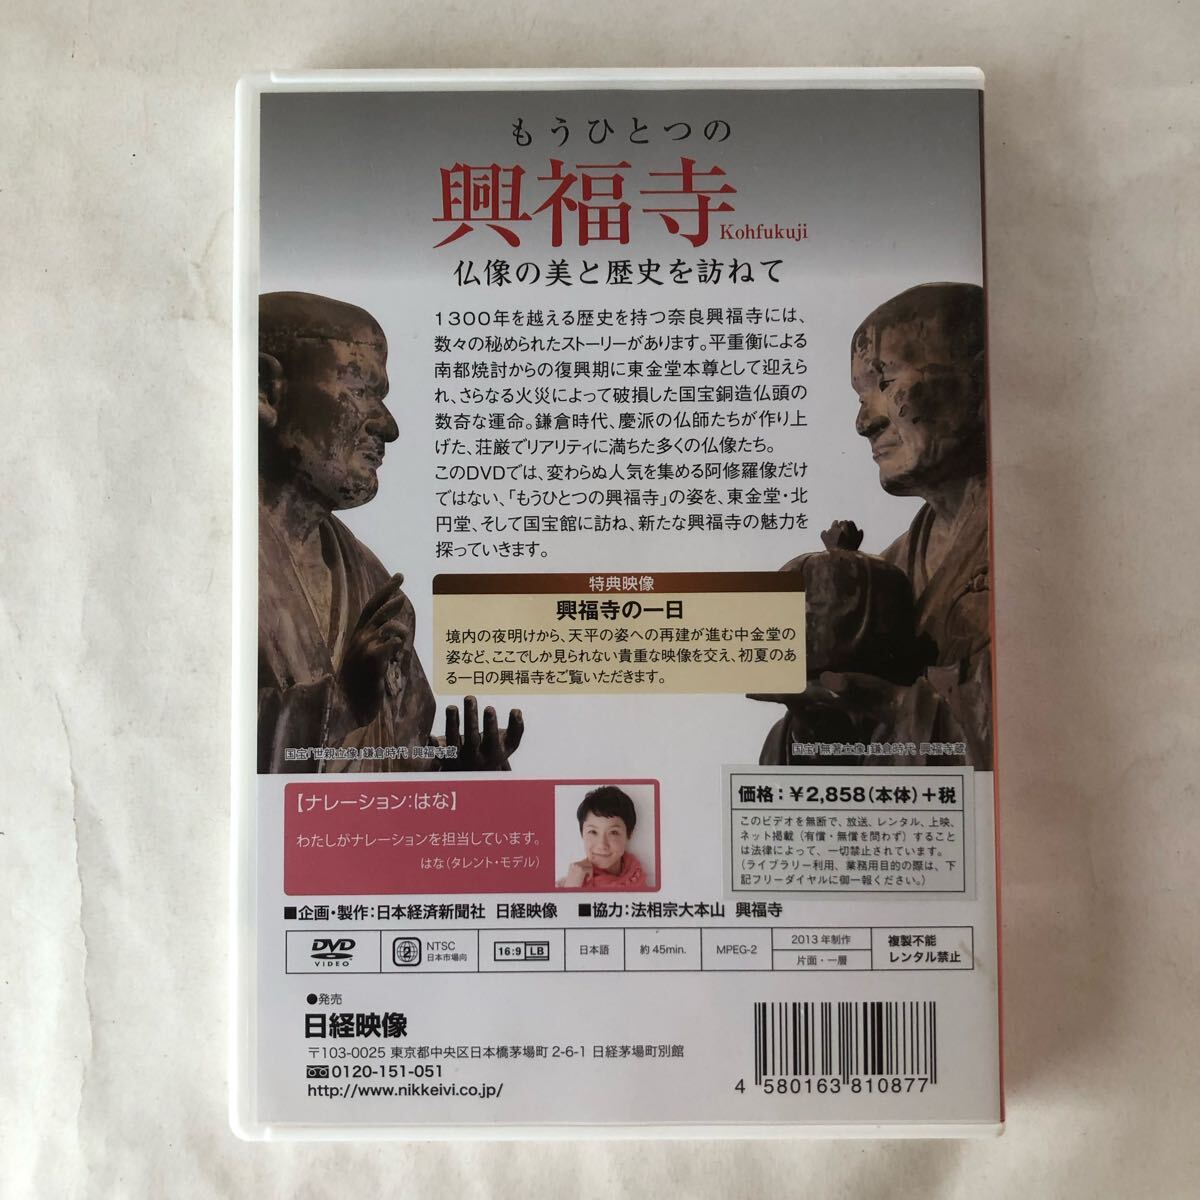 もうひとつの
興福寺
Kohfukuji
仏像の美と歴史を訪ねて
1300年を越える歴史を持つ奈良興福寺には、
数々の秘められたストーリーがあります。平重衡による
南都焼討からの復興期に東金堂本尊として迎えら
れ、さらなる火災によって破損した国宝銅造仏頭の
数奇な運命。鎌倉時代、慶派の仏師たちが作り上
げた、荘厳でリアリティに満ちた多くの仏像たち。
このDVDでは、変わらぬ人気を集める阿修羅像だけ
ではない、「もうひとつの興福寺」の姿を、東金堂・北
円堂、そして国宝館に訪ね、新たな興福寺の魅力を
探っていきます。
特典映像
興福寺の一日
境内の夜明けから、天平の姿への再建が進む中金堂の
姿など、ここでしか見られない貴重な映像を交え、初夏のあ
る一日の興福寺をご覧いただきます。
国宝「世親立像」鎌倉時代 興福寺蔵
国宝「無著立像」鎌倉時代 興福寺蔵
【ナレーション:はな】
わたしがナレーションを担当しています。
はな(タレント・モデル)
価格：￥2,858(本体)＋税
このビデオを無断で、放送、レンタル、上映、
ネット掲載（有償・無償を問わず）すること
は法律によって、一切禁止されています。
（ライブラリー利用、業務用目的の際は、下
記フリーダイヤルに御一報ください。）
■企画・製作：日本経済新聞社 日経映像 ■協力：法相宗大本山 興福寺
DVD
VIDEO
2
NTSC
日本市場向
16:9 LB
日本語
約45min.
MPEG-2
2013年制作
片面・一層
複製不能
レンタル禁止
●発売
日経映像
〒103-0025 東京都中央区日本橋茅場町 2-6-1 日経茅場町別館
0120-151-051
http://www.nikkeivi.co.jp/
4 580163 810877